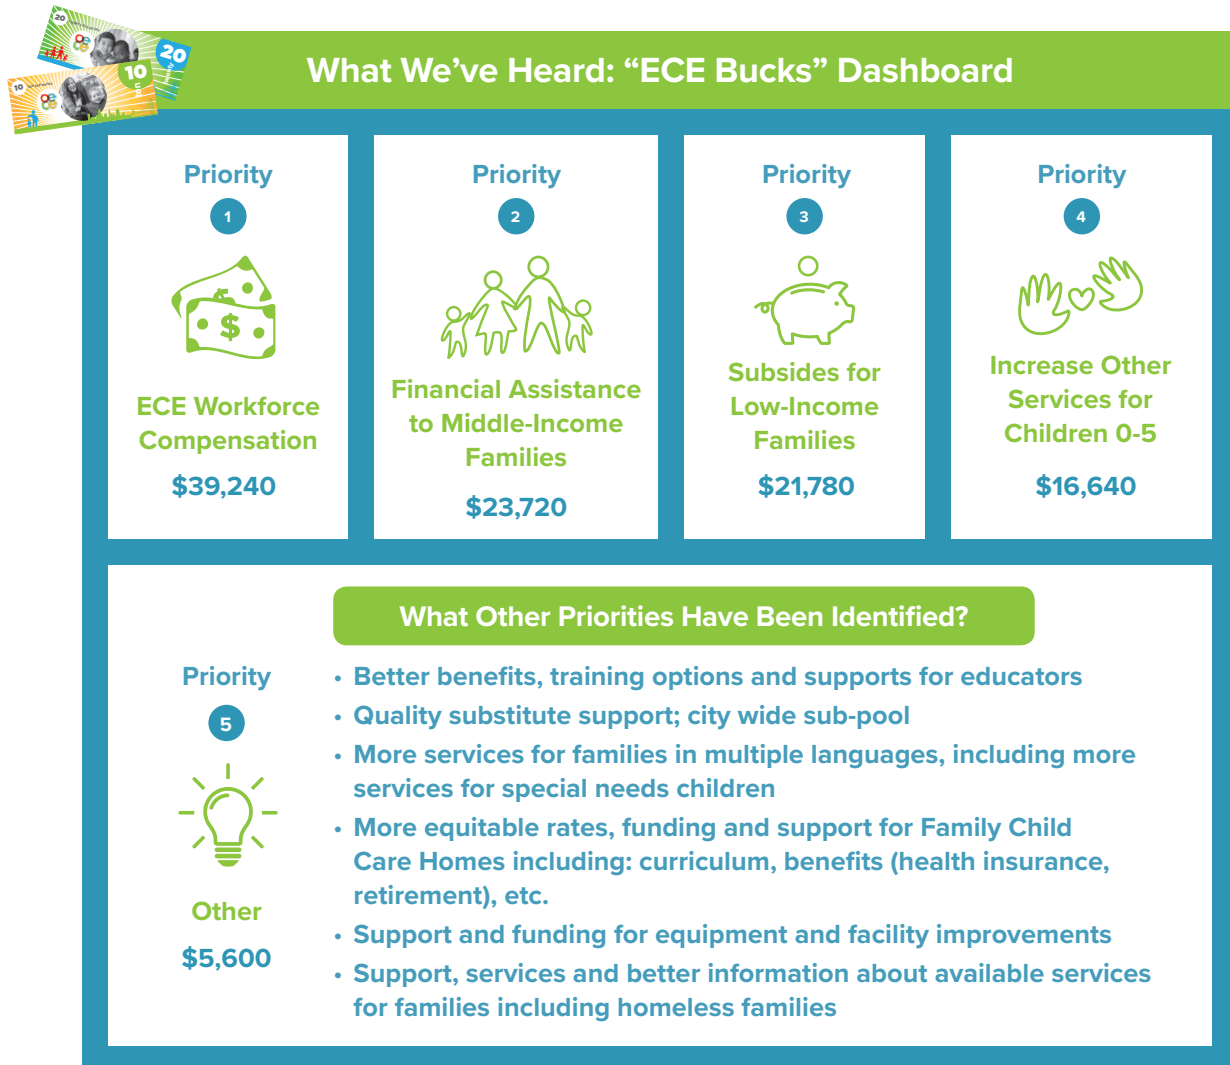 20
20
10
10
What We've Heard: “ECE Bucks” Dashboard
Priority
1
$
ECE Workforce
Compensation
$39,240
Priority
2
Financial Assistance
to Middle-Income
Families
$23,720
Priority
3
Subsides for
Low-Income
Families
$21,780
Priority
4
Increase Other
Services for
Children 0-5
$16,640
What Other Priorities Have Been Identified?
Priority
5
Other
$5,600
• Better benefits, training options and supports for educators
• Quality substitute support; city wide sub-pool
• More services for families in multiple languages, including more
services for special needs children
• More equitable rates, funding and support for Family Child
Care Homes including: curriculum, benefits (health insurance,
retirement), etc.
• Support and funding for equipment and facility improvements
• Support, services and better information about available services
for families including homeless families